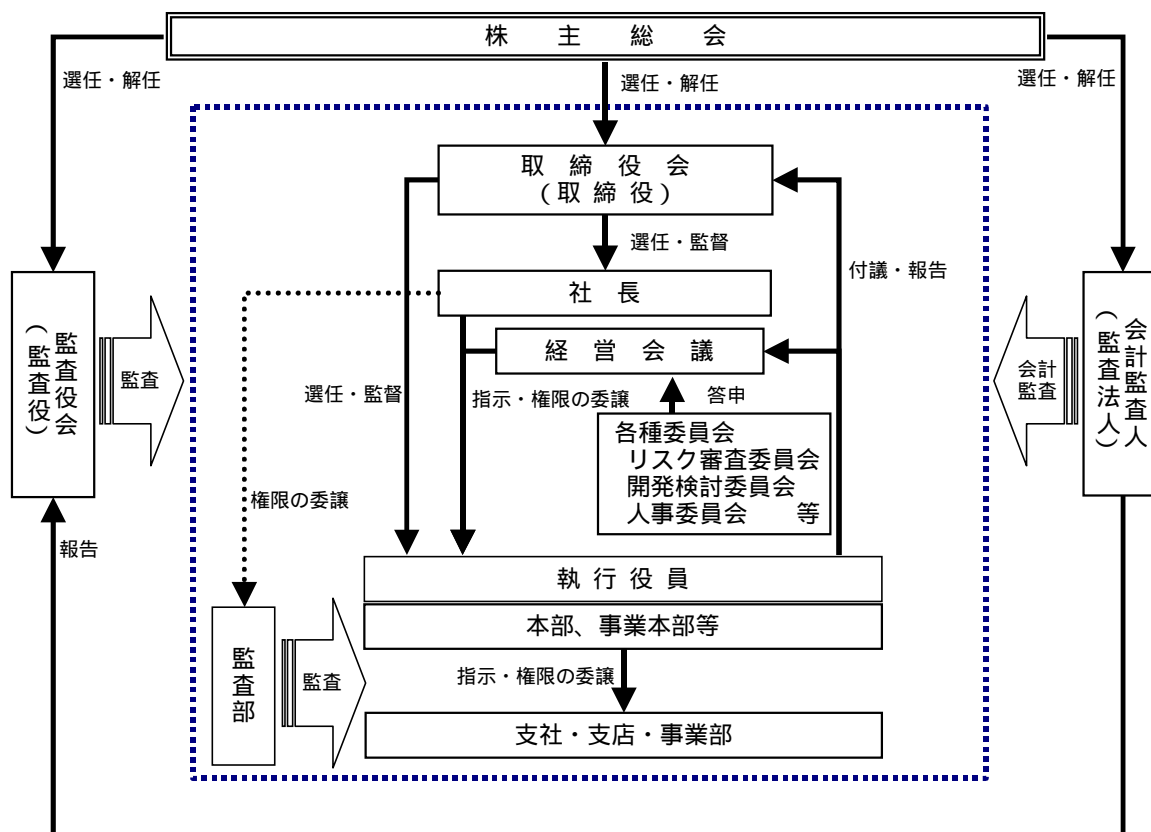 株主総会
選任・解任
選任・解任
選任・解任
取締役会
(取締役)
選任・監督
付議・報告
社長
経営会議
監査役会
(監査役)
監査
会計監査人
(監査法人)
会計
監査
選任・監督
指示・権限の委譲
答申
各種委員会
リスク審査委員会
開発検討委員会
人事委員会 等
権限の委譲
報告
執行役員
本部、事業本部等
監査部
監査
指示・権限の委譲
支社・支店・事業部